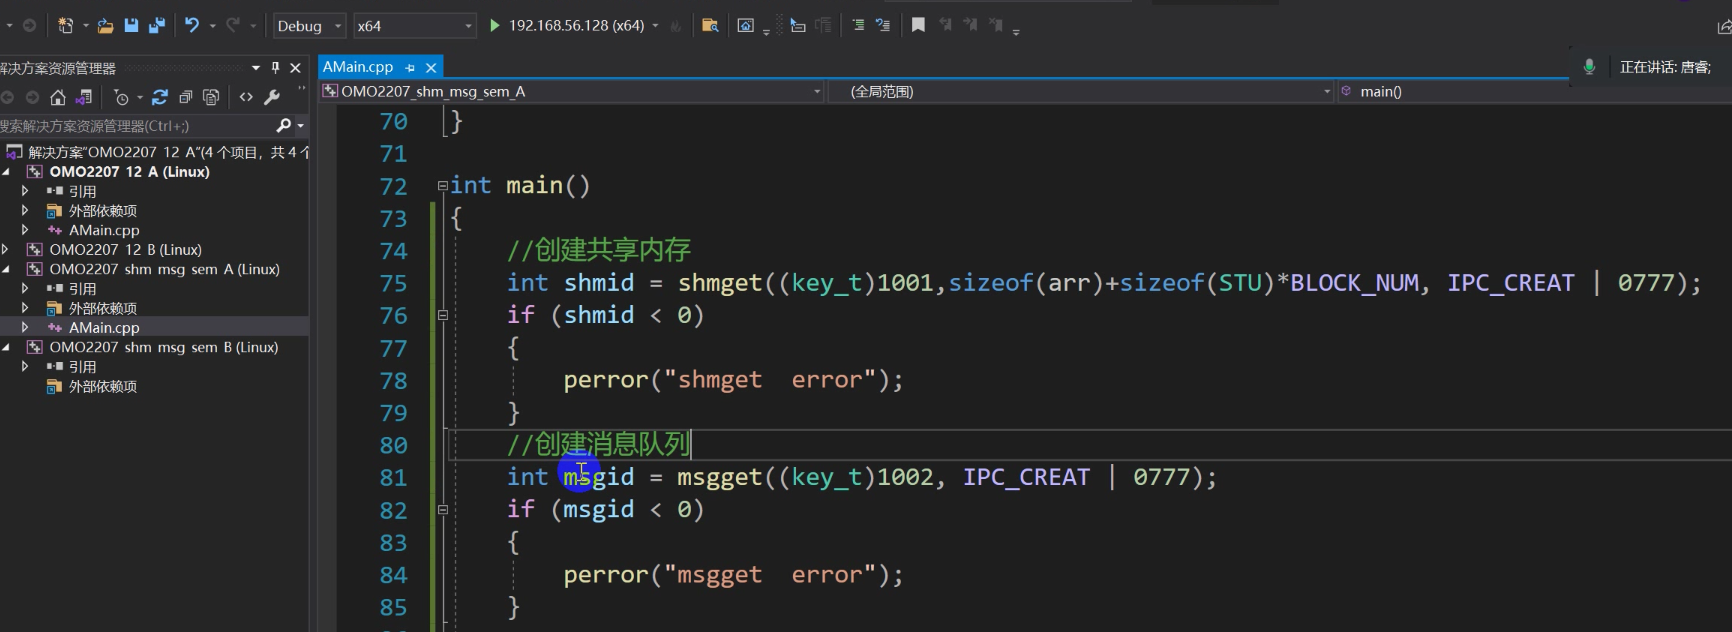 Debug x64 192.168.56.128 (x64)
解决方案资源管理器
AMain.cpp
正在讲话: 唐睿;
OMO2207_shm_msg_sem_A (全局范围) main()
搜索解决方案资源管理器(Ctrl+;)
解决方案"OMO2207 12 A"(4 个项目, 共 4 个
OMO2207 12 A (Linux)
引用
外部依赖项
AMain.cpp
OMO2207 12 B (Linux)
OMO2207 shm msg sem A (Linux)
引用
外部依赖项
AMain.cpp
OMO2207 shm msg sem B (Linux)
引用
外部依赖项
70 }
71
72 int main()
73 {
74 //创建共享内存
75 int shmid = shmget((key_t)1001,sizeof(arr)+sizeof(STU)*BLOCK_NUM, IPC_CREAT | 0777);
76 if (shmid < 0)
77 {
78 perror("shmget  error");
79 }
80 //创建消息队列
81 int msgid = msgget((key_t)1002, IPC_CREAT | 0777);
82 if (msgid < 0)
83 {
84 perror("msgget  error");
85 }